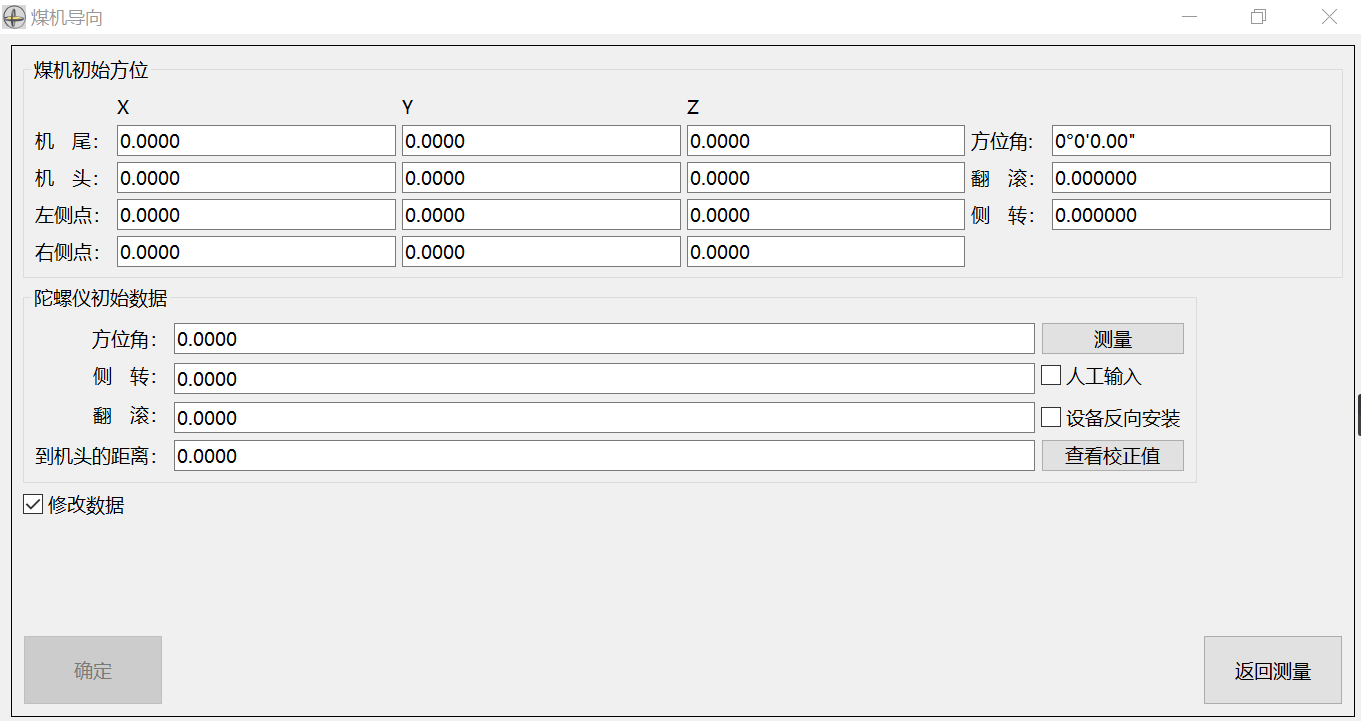 煤机导向
煤机初始方位
X Y Z
机 尾： 0.0000 0.0000 0.0000 方位角： 0°0'0.00"
机 头： 0.0000 0.0000 0.0000 翻 滚： 0.000000
左侧点： 0.0000 0.0000 0.0000 侧 转： 0.000000
右侧点： 0.0000 0.0000 0.0000
陀螺仪初始数据
方位角： 0.0000 测量
侧 转： 0.0000 人工输入
翻 滚： 0.0000 设备反向安装
到机头的距离： 0.0000 查看校正值
修改数据
确定 返回测量